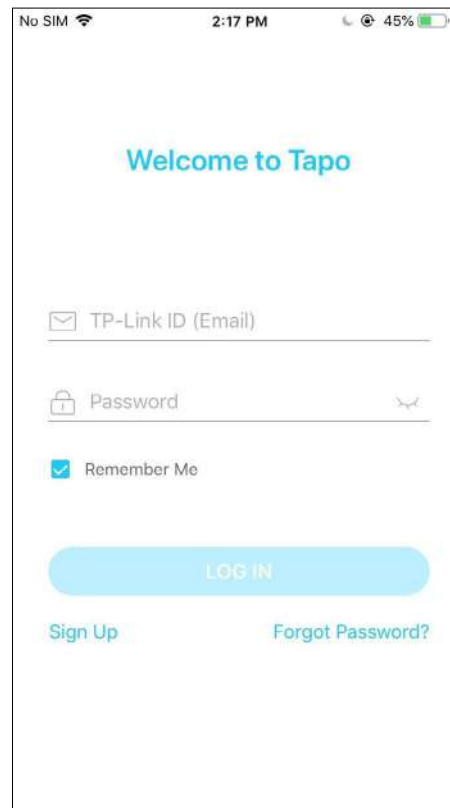 No SIM 2:17 PM 45%
Welcome to Tapo
TP-Link ID (Email)
Password
Remember Me
LOG IN
Sign Up Forgot Password?